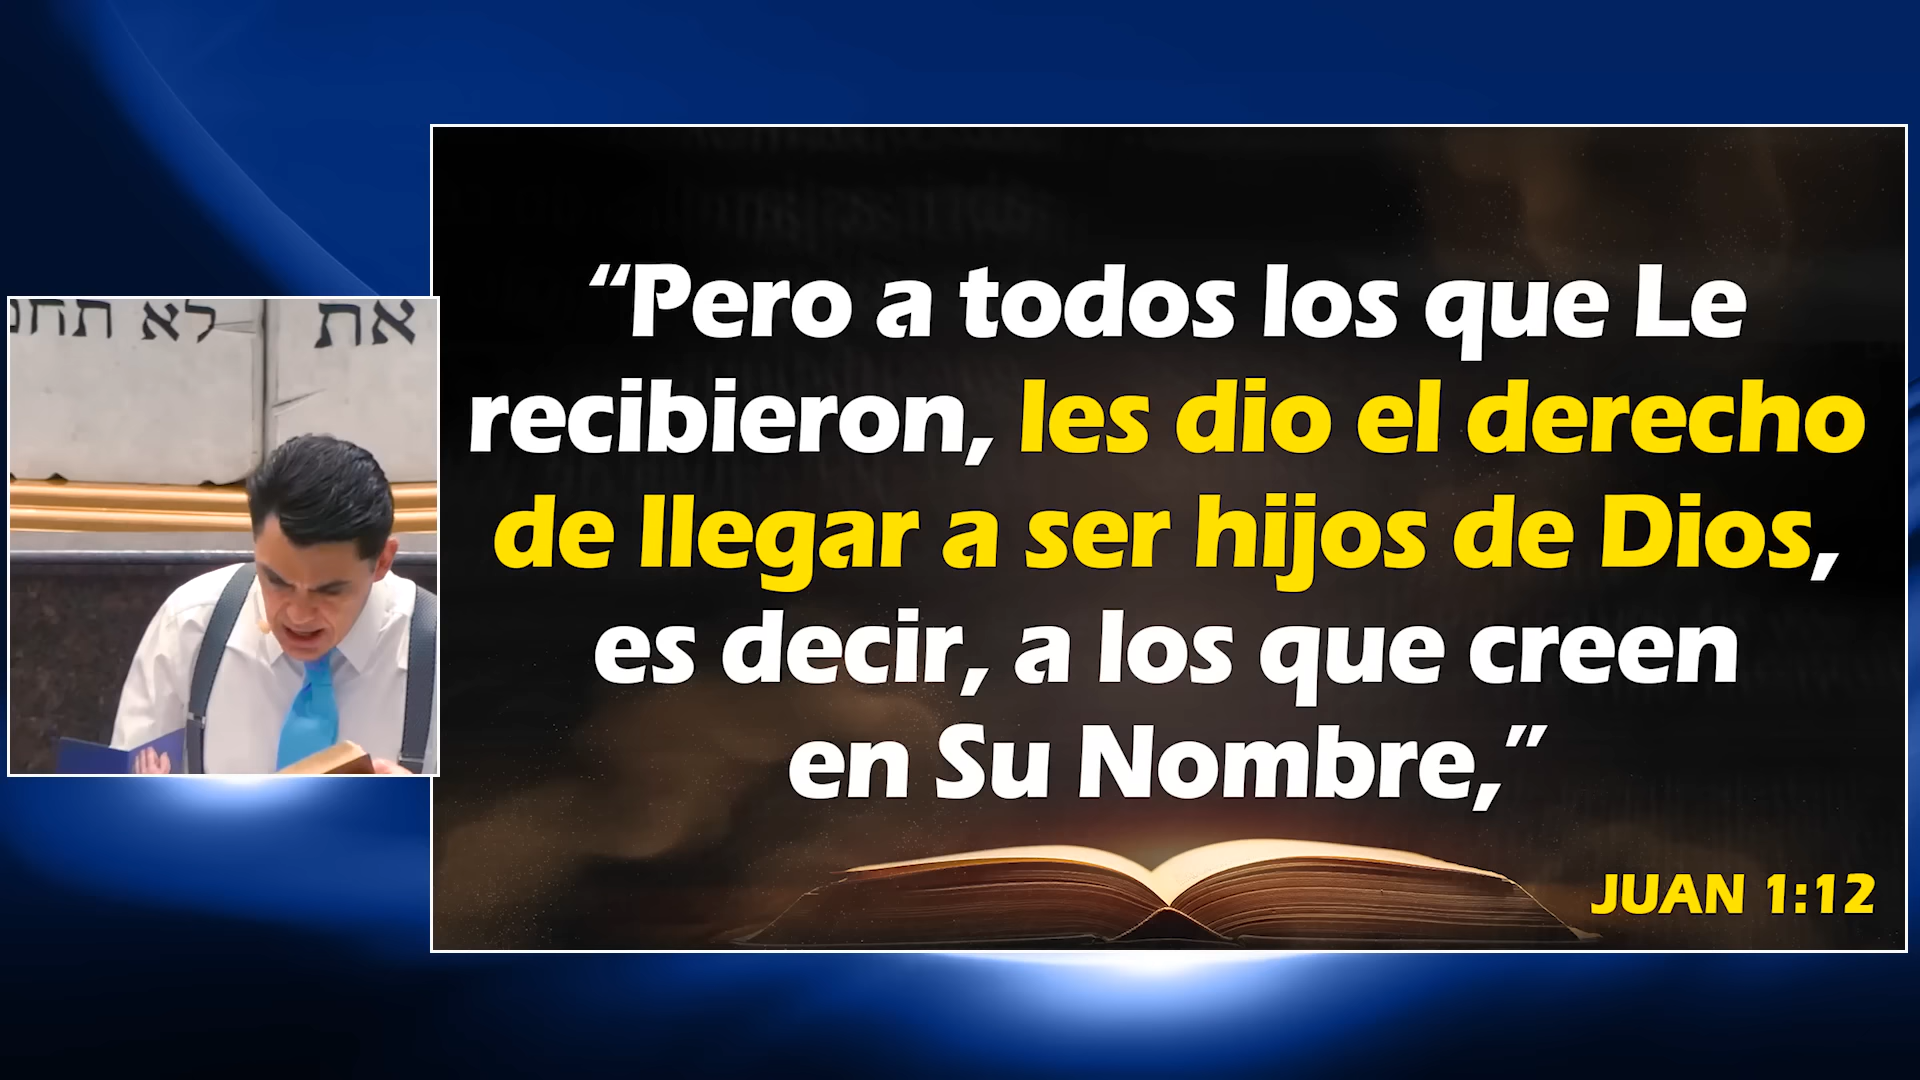 לא תחמ
את
“Pero a todos los que Le
recibieron, les dio el derecho
de llegar a ser hijos de Dios,
es decir, a los que creen
en Su Nombre,”
JUAN 1:12